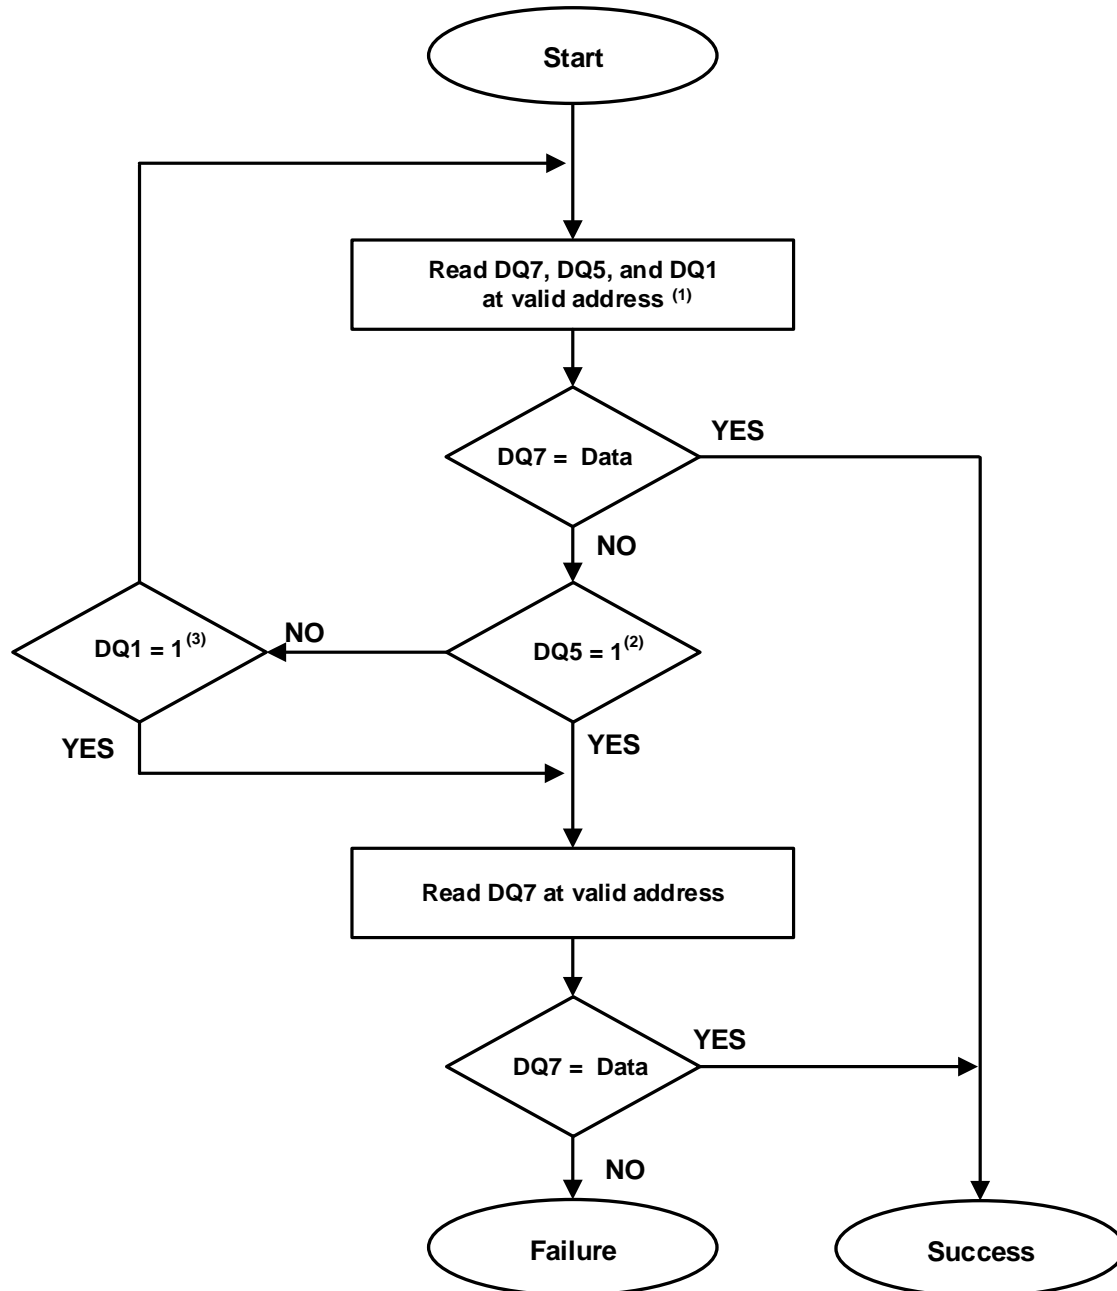 Start
Read DQ7, DQ5, and DQ1
at valid address (1)
DQ7 = Data
YES
NO
DQ1 = 1(3)
NO
DQ5 = 1(2)
YES
YES
Read DQ7 at valid address
DQ7 = Data
YES
NO
Failure
Success